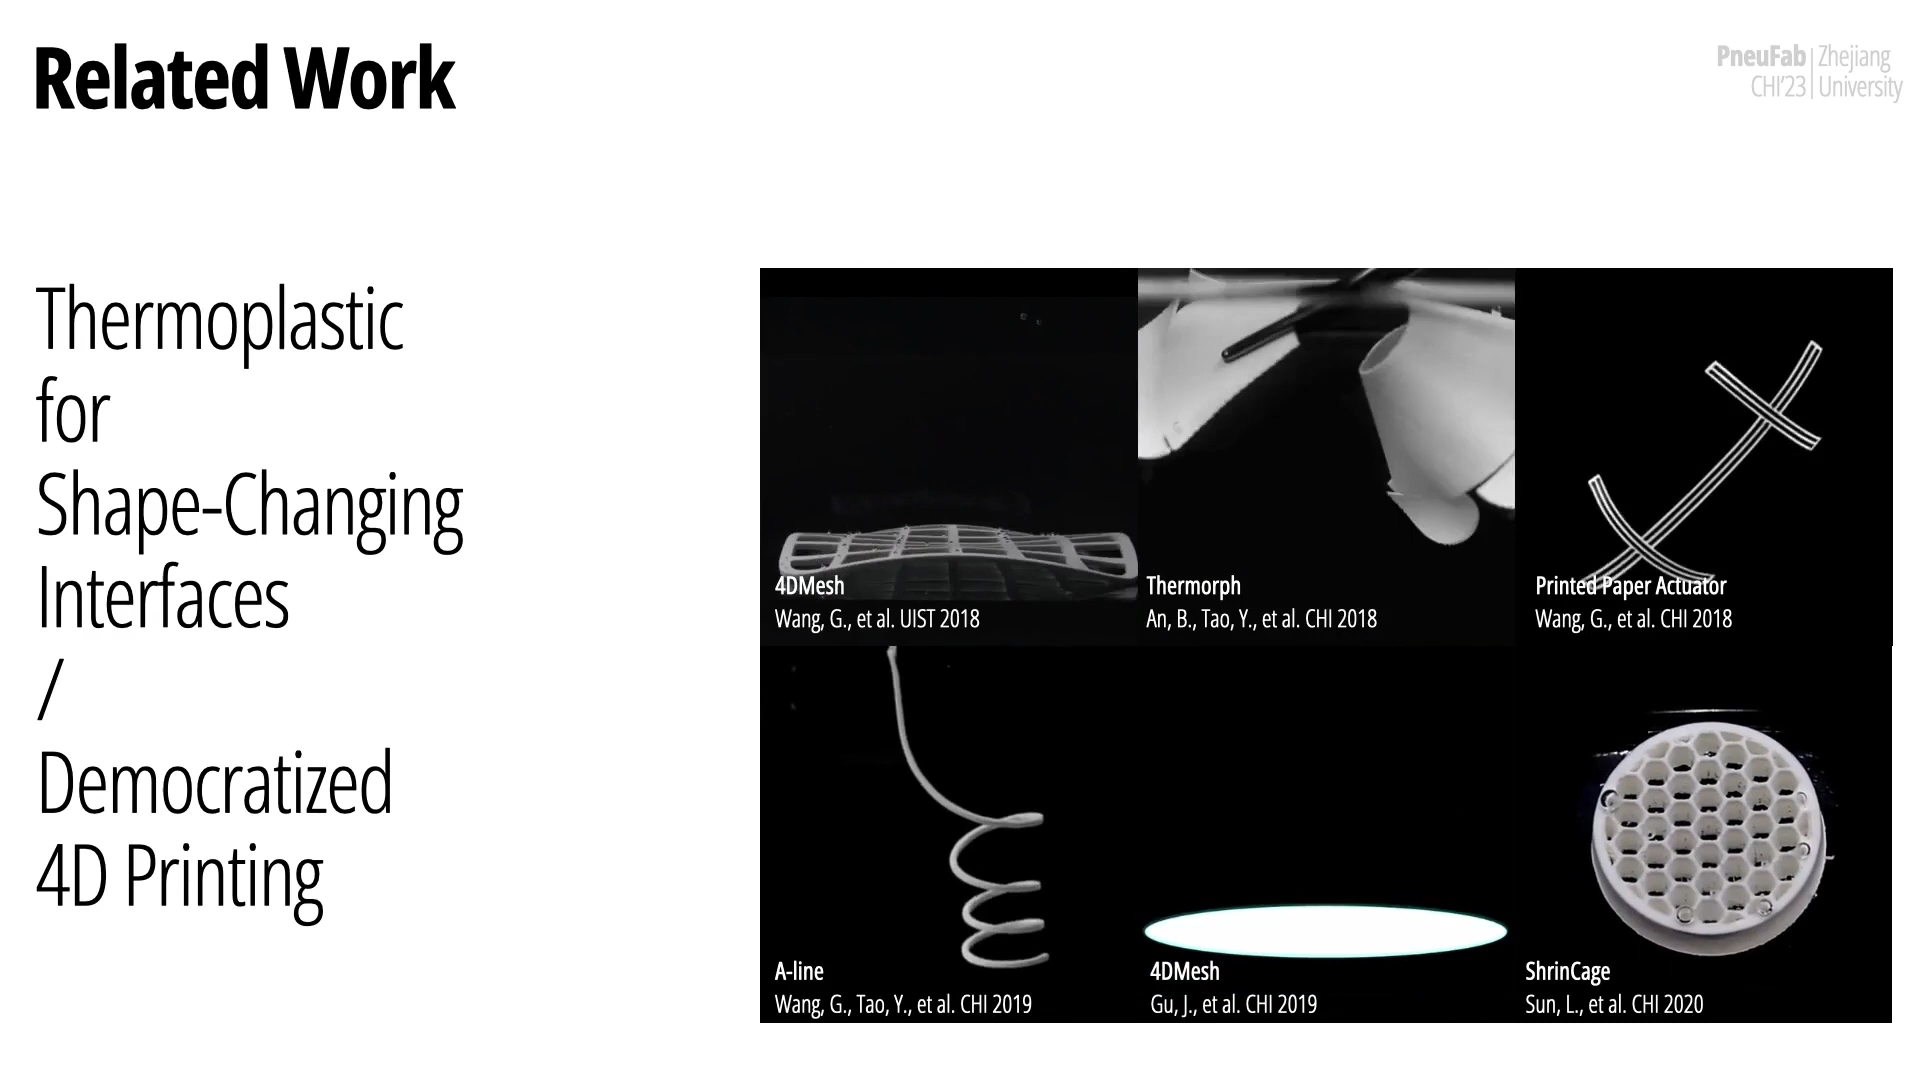 Related Work
PneuFab Zhejiang
CHI'23 University
Thermoplastic
for
Shape-Changing
Interfaces
/
Democratized
4D Printing
4DMesh
Wang, G., et al. UIST 2018
Thermorph
An, B., Tao, Y., et al. CHI 2018
Printed Paper Actuator
Wang, G., et al. CHI 2018
A-line
Wang, G., Tao, Y., et al. CHI 2019
4DMesh
Gu, J., et al. CHI 2019
ShrinCage
Sun, L., et al. CHI 2020